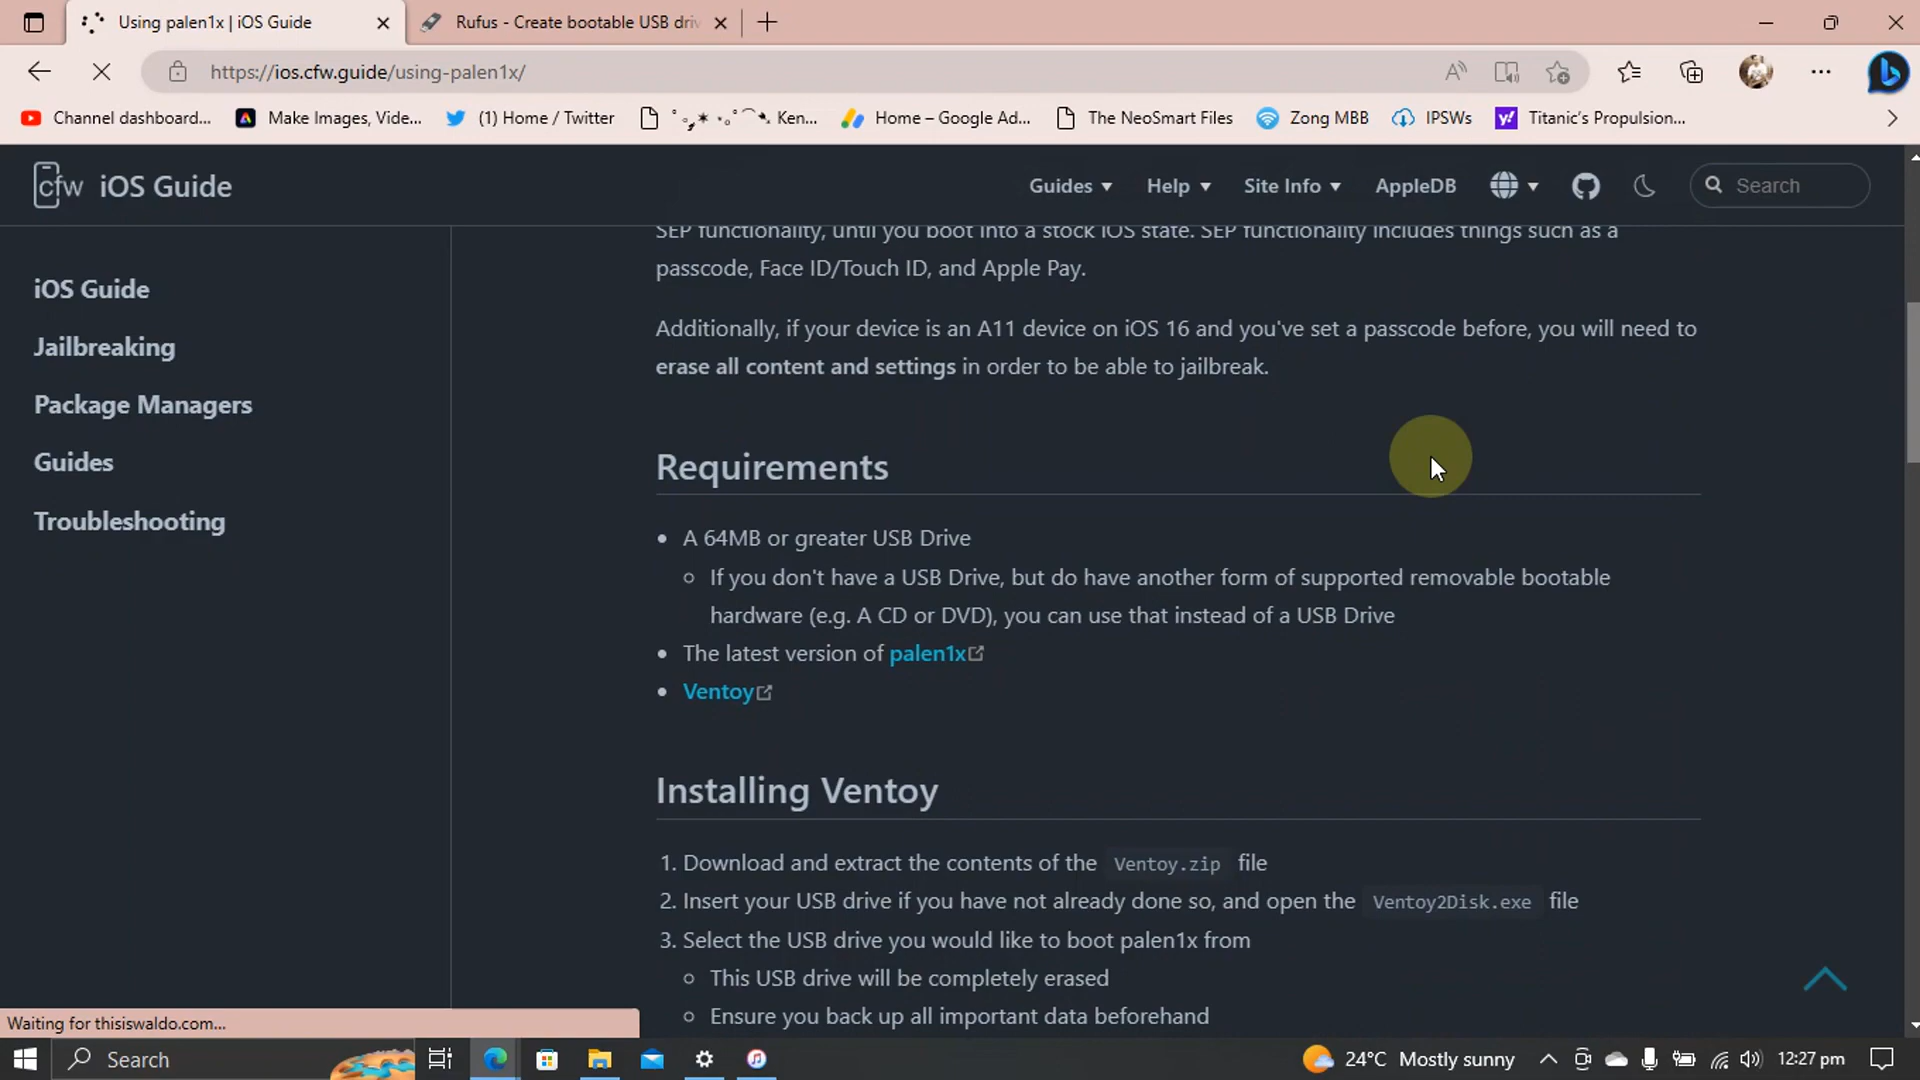 Using palen1x | iOS Guide
Rufus - Create bootable USB driv
https://ios.cfw.guide/using-palen1x/
Channel dashboard...
Make Images, Vide...
(1) Home / Twitter
Ken...
Home – Google Ad...
The NeoSmart Files
Zong MBB
IPSWs
Titanic's Propulsion...
cfw iOS Guide
Guides
Help
Site Info
AppleDB
Search
iOS Guide
Jailbreaking
Package Managers
Guides
Troubleshooting
SEP functionality, until you boot into a stock iOS state. SEP functionality includes things such as a
passcode, Face ID/Touch ID, and Apple Pay.
Additionally, if your device is an A11 device on iOS 16 and you've set a passcode before, you will need to
erase all content and settings in order to be able to jailbreak.
Requirements
• A 64MB or greater USB Drive
○ If you don't have a USB Drive, but do have another form of supported removable bootable
hardware (e.g. A CD or DVD), you can use that instead of a USB Drive
• The latest version of palen1x
• Ventoy
Installing Ventoy
1. Download and extract the contents of the Ventoy.zip file
2. Insert your USB drive if you have not already done so, and open the Ventoy2Disk.exe file
3. Select the USB drive you would like to boot palen1x from
○ This USB drive will be completely erased
○ Ensure you back up all important data beforehand
Waiting for thisiswaldo.com...
Search
24°C Mostly sunny
12:27 pm